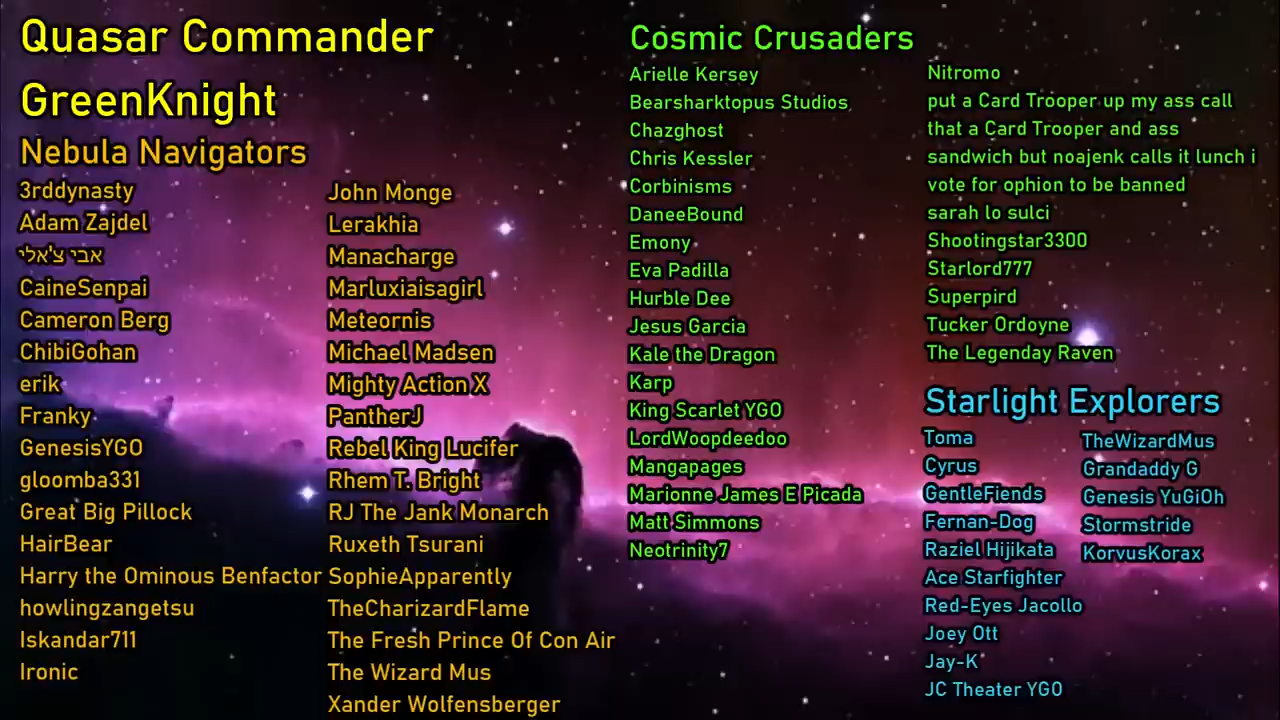 Quasar Commander
GreenKnight
Nebula Navigators
3rddynasty
Adam Zajdel
אבי צ'אלי
CaineSenpai
Cameron Berg
ChibiGohan
erik
Franky
GenesisYGO
gloomba331
Great Big Pillock
HairBear
Harry the Ominous Benfactor
howlingzangetsu
Iskandar711
Ironic
John Monge
Lerakhia
Manacharge
Marluxiaisagirl
Meteornis
Michael Madsen
Mighty Action X
PantherJ
Rebel King Lucifer
Rhem T. Bright
RJ The Jank Monarch
Ruxeth Tsurani
SophieApparently
TheCharizardFlame
The Fresh Prince Of Con Air
The Wizard Mus
Xander Wolfensberger
Cosmic Crusaders
Arielle Kersey
Bearsharktopus Studios
Chazghost
Chris Kessler
Corbinisms
DaneeBound
Emony
Eva Padilla
Hurble Dee
Jesus Garcia
Kale the Dragon
Karp
King Scarlet YGO
LordWoopdeedoo
Mangapages
Marionne James E Picada
Matt Simmons
Neotrinity7
Nitromo
put a Card Trooper up my ass call
that a Card Trooper and ass
sandwich but noajenk calls it lunch i
vote for ophion to be banned
sarah lo sulci
Shootingstar3300
Starlord777
Superpird
Tucker Ordoyne
The Legenday Raven
Starlight Explorers
Toma
Cyrus
GentleFiends
Fernan-Dog
Raziel Hijikata
Ace Starfighter
Red-Eyes Jacollo
Joey Ott
Jay-K
JC Theater YGO
TheWizardMus
Grandaddy G
Genesis YuGiOh
Stormstride
KorvusKorax